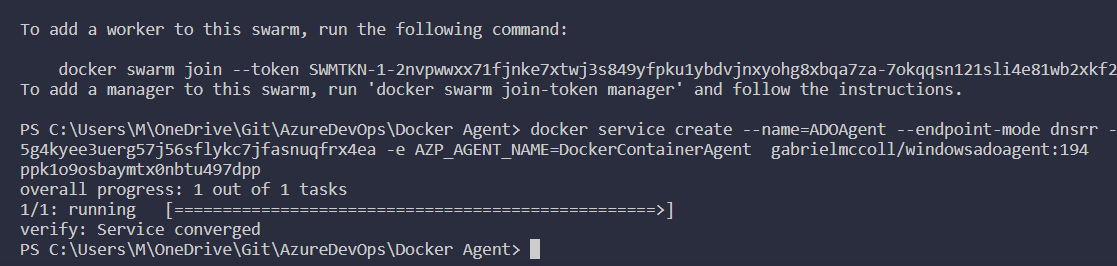 To add a worker to this swarm, run the following command:
docker swarm join --token SWMTKN-1-2nvpwwxx71fjnke7xtwj3s849yfpku1ybdvjnxyohg8xbqa7za-7okqqsn121sli4e81wb2xkf2
To add a manager to this swarm, run 'docker swarm join-token manager' and follow the instructions.
PS C:\Users\M\OneDrive\Git\AzureDevOps\Docker Agent> docker service create --name=ADOAgent --endpoint-mode dnsrr -
5g4kyee3uerg57j56sflykc7jfasnuqfrx4ea -e AZP_AGENT_NAME=DockerContainerAgent  gabrielmccoll/windowsadoagent:194
ppk1o9osbaymtx0nbtu497dpp
overall progress: 1 out of 1 tasks
1/1: running   [==================================================>]
verify: Service converged
PS C:\Users\M\OneDrive\Git\AzureDevOps\Docker Agent>